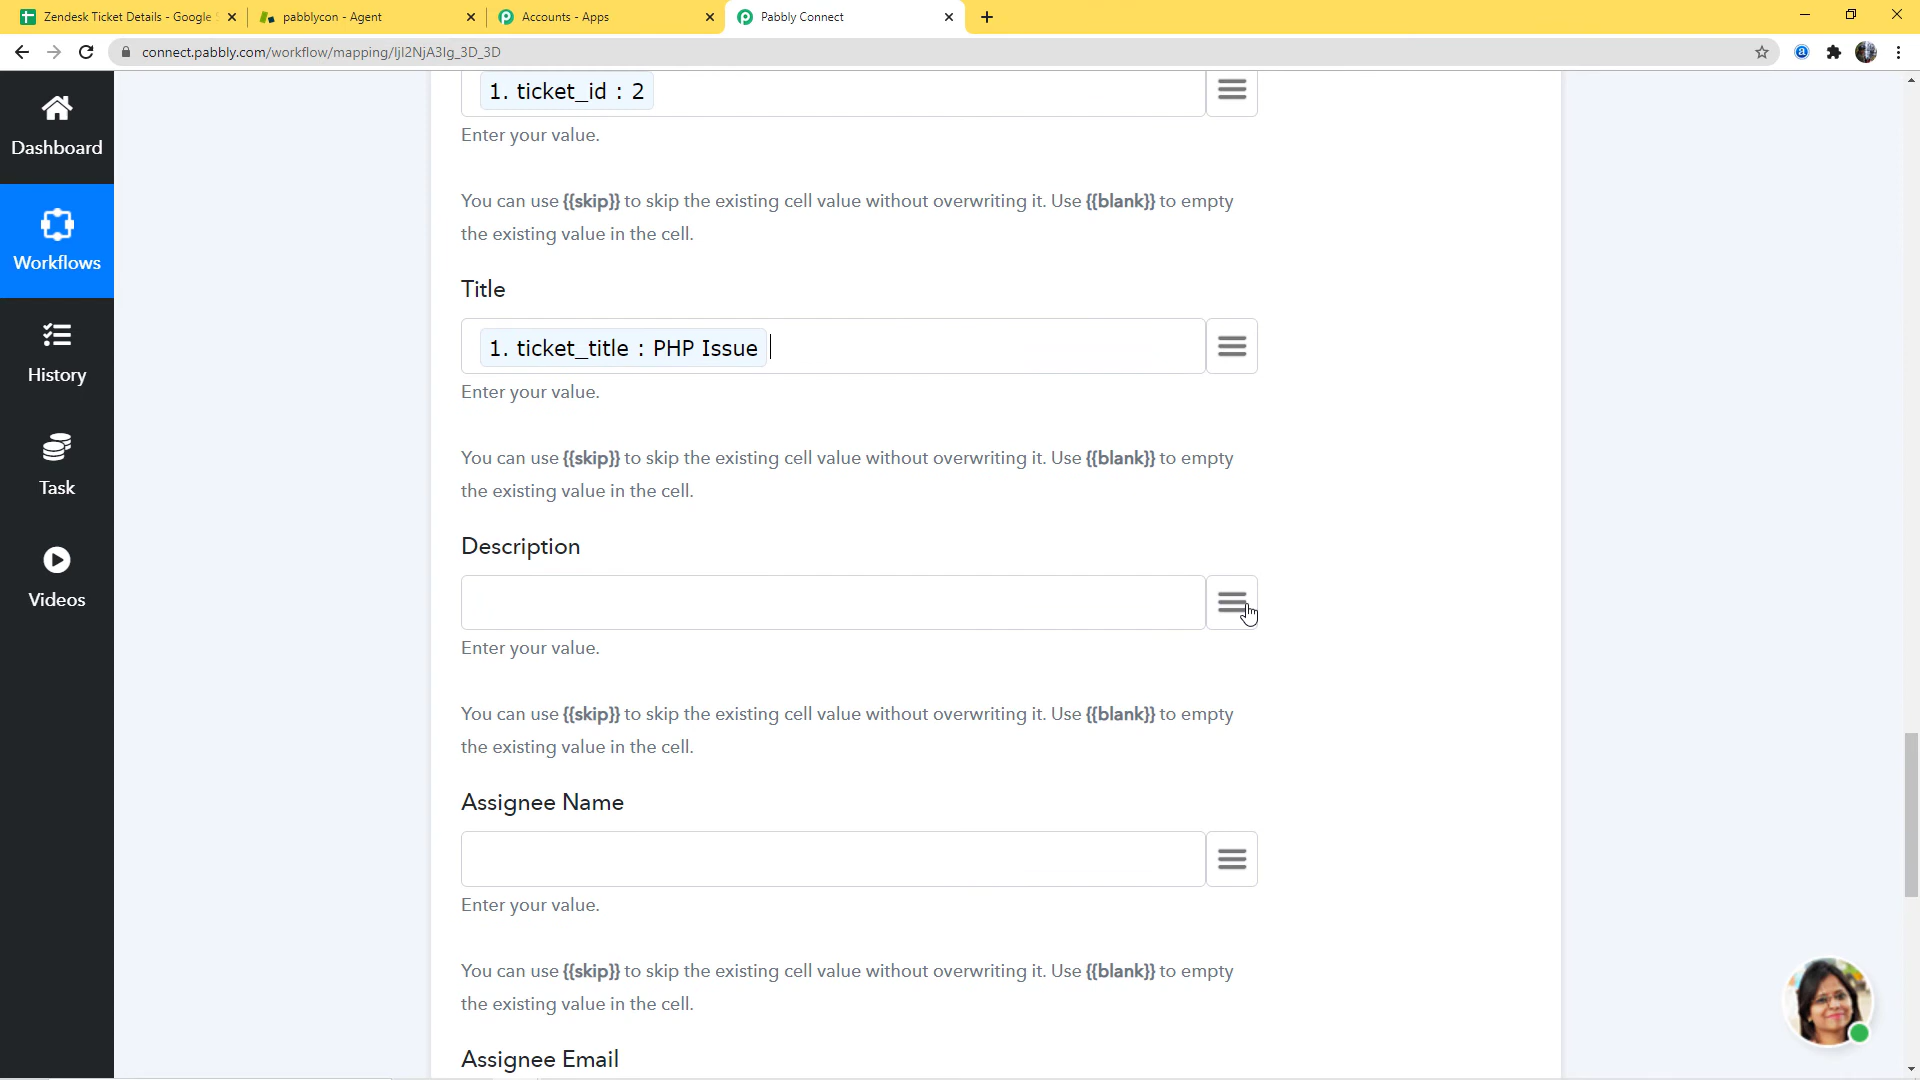 Zendesk Ticket Details - Google
pabblycon - Agent
Accounts - Apps
Pabbly Connect
connect.pabbly.com/workflow/mapping/IjI2NjA3Ig_3D_3D
Dashboard
Workflows
History
Task
Videos
1. ticket_id : 2
Enter your value.
You can use {{skip}} to skip the existing cell value without overwriting it. Use {{blank}} to empty
the existing value in the cell.
Title
1. ticket_title : PHP Issue
Enter your value.
You can use {{skip}} to skip the existing cell value without overwriting it. Use {{blank}} to empty
the existing value in the cell.
Description
Enter your value.
You can use {{skip}} to skip the existing cell value without overwriting it. Use {{blank}} to empty
the existing value in the cell.
Assignee Name
Enter your value.
You can use {{skip}} to skip the existing cell value without overwriting it. Use {{blank}} to empty
the existing value in the cell.
Assignee Email